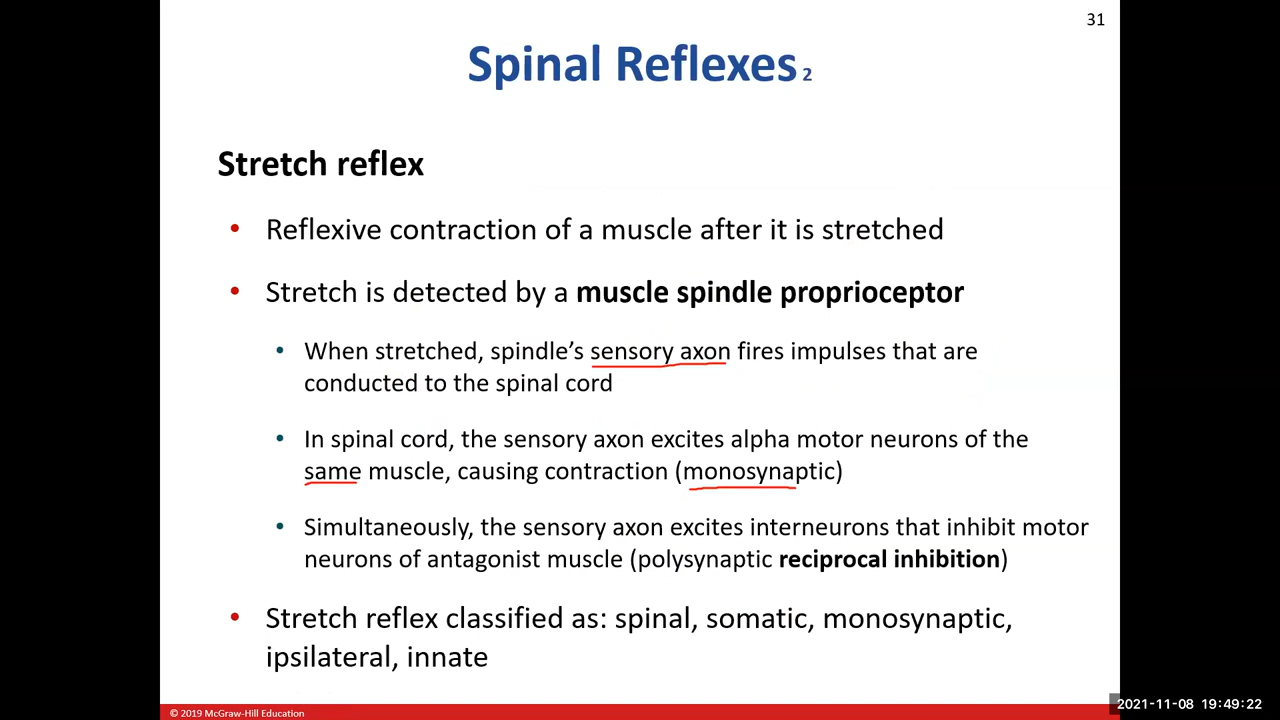 31
Spinal Reflexes 2
Stretch reflex
• Reflexive contraction of a muscle after it is stretched
• Stretch is detected by a muscle spindle proprioceptor
• When stretched, spindle’s sensory axon fires impulses that are
conducted to the spinal cord
• In spinal cord, the sensory axon excites alpha motor neurons of the
same muscle, causing contraction (monosynaptic)
• Simultaneously, the sensory axon excites interneurons that inhibit motor
neurons of antagonist muscle (polysynaptic reciprocal inhibition)
• Stretch reflex classified as: spinal, somatic, monosynaptic,
ipsilateral, innate
© 2019 McGraw-Hill Education
2021-11-08 19:49:22